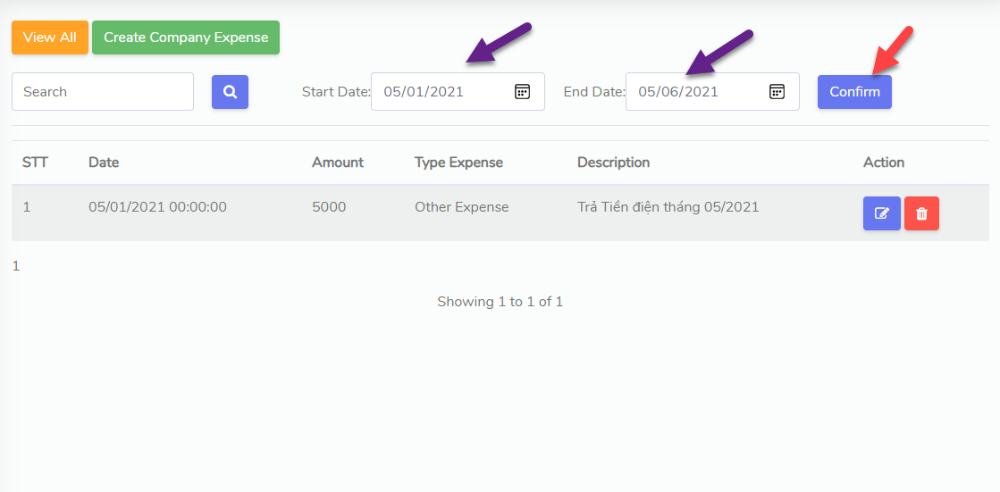 View All Create Company Expense
Search Start Date: 05/01/2021 End Date: 05/06/2021 Confirm
STT Date Amount Type Expense Description Action
1 05/01/2021 00:00:00 5000 Other Expense Trả Tiền điện tháng 05/2021
1
Showing 1 to 1 of 1